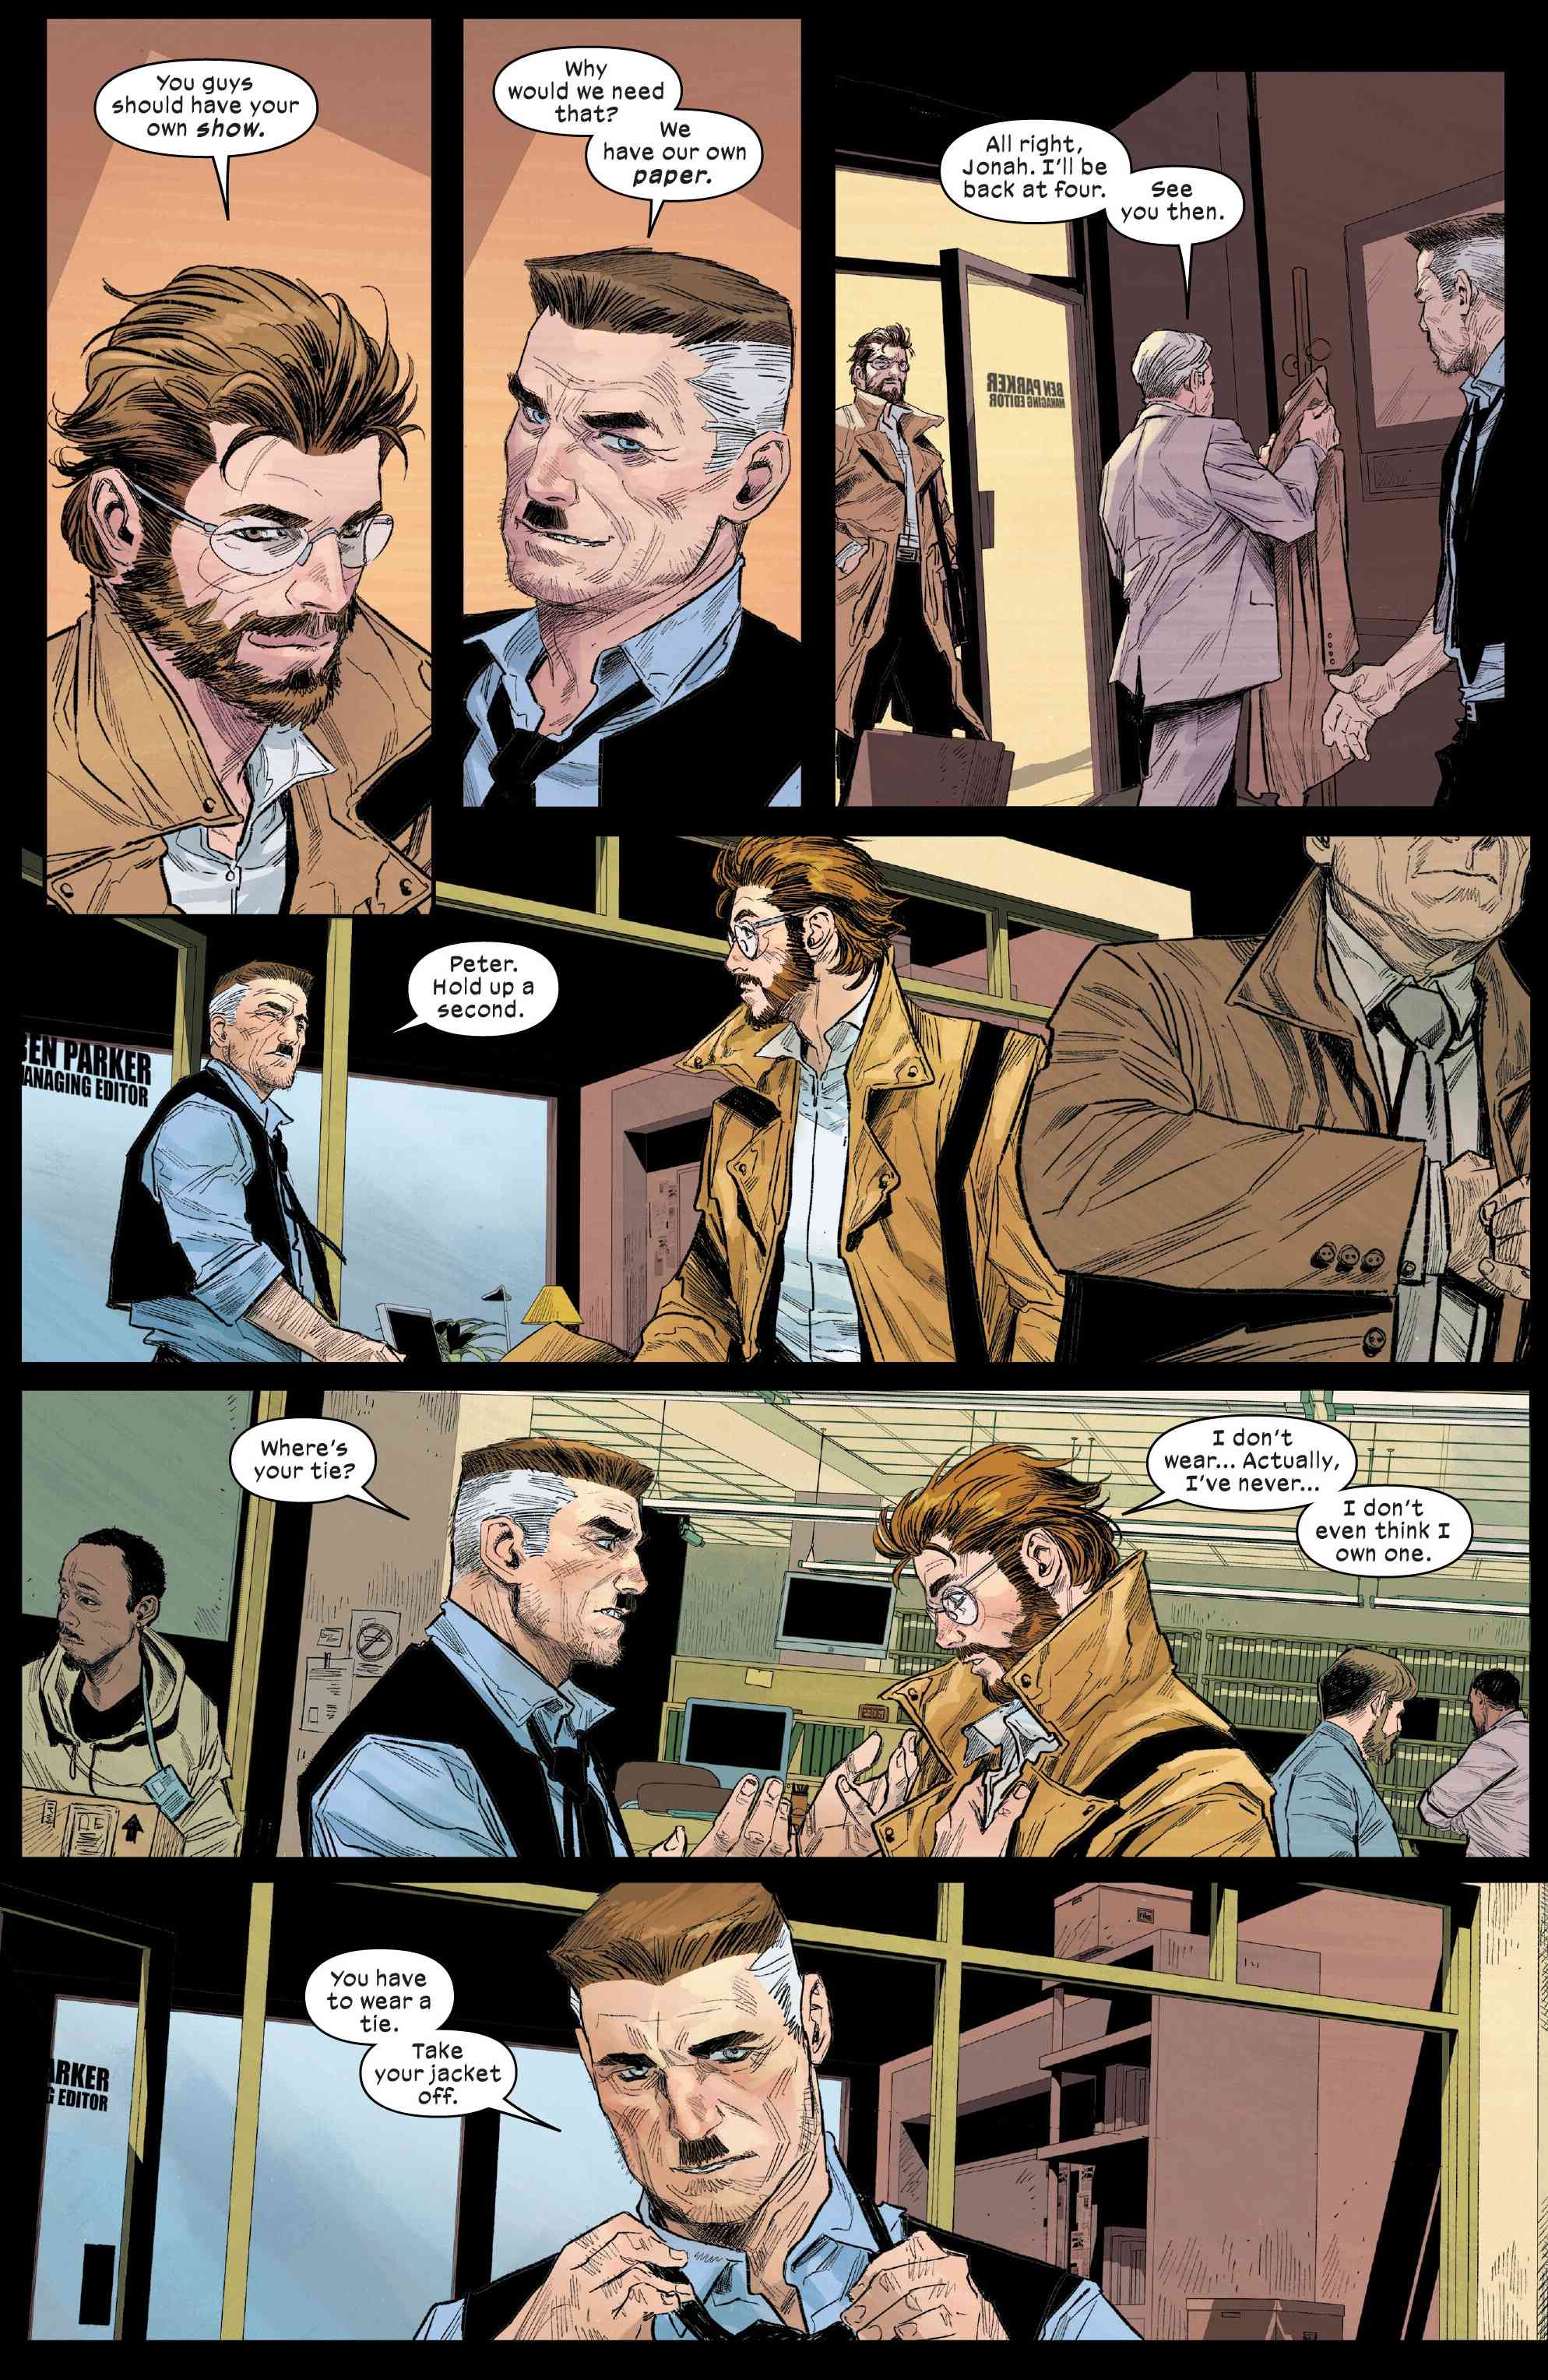 You guys
should have your
own show.
Why
would we need
that?
We
have our own
paper.
All right,
Jonah. I'll be
back at four.
See
you then.
BEN PARKER
MANAGING EDITOR
Peter.
Hold up a
second.
BEN PARKER
ANAGING EDITOR
Where's
your tie?
I don't
wear... Actually,
I've never...
I don't
even think I
own one.
You have
to wear a
tie.
Take
your jacket
off.
ARKER
G EDITOR